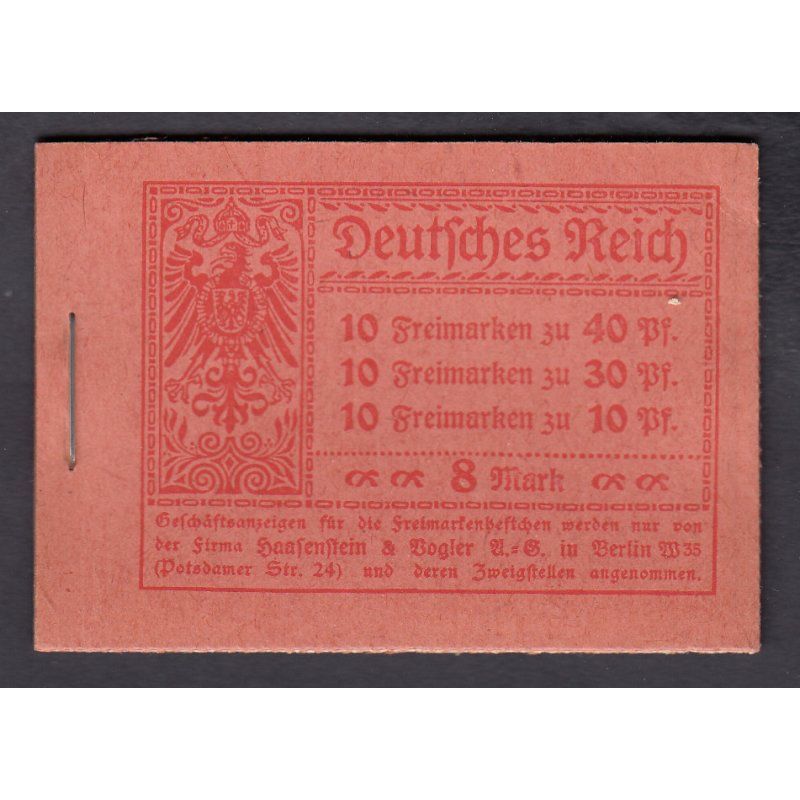 Deutsches Reich
10 Freimarken zu 40 Pf.
10 Freimarken zu 30 Pf.
10 Freimarken zu 10 Pf.
8 Mark
Geschäftsanzeigen für die Freimarkenheftchen werden nur von
der Firma Haasenstein & Vogler A.=G. in Berlin W 35
(Potsdamer Str. 24) und deren Zweigstellen angenommen.